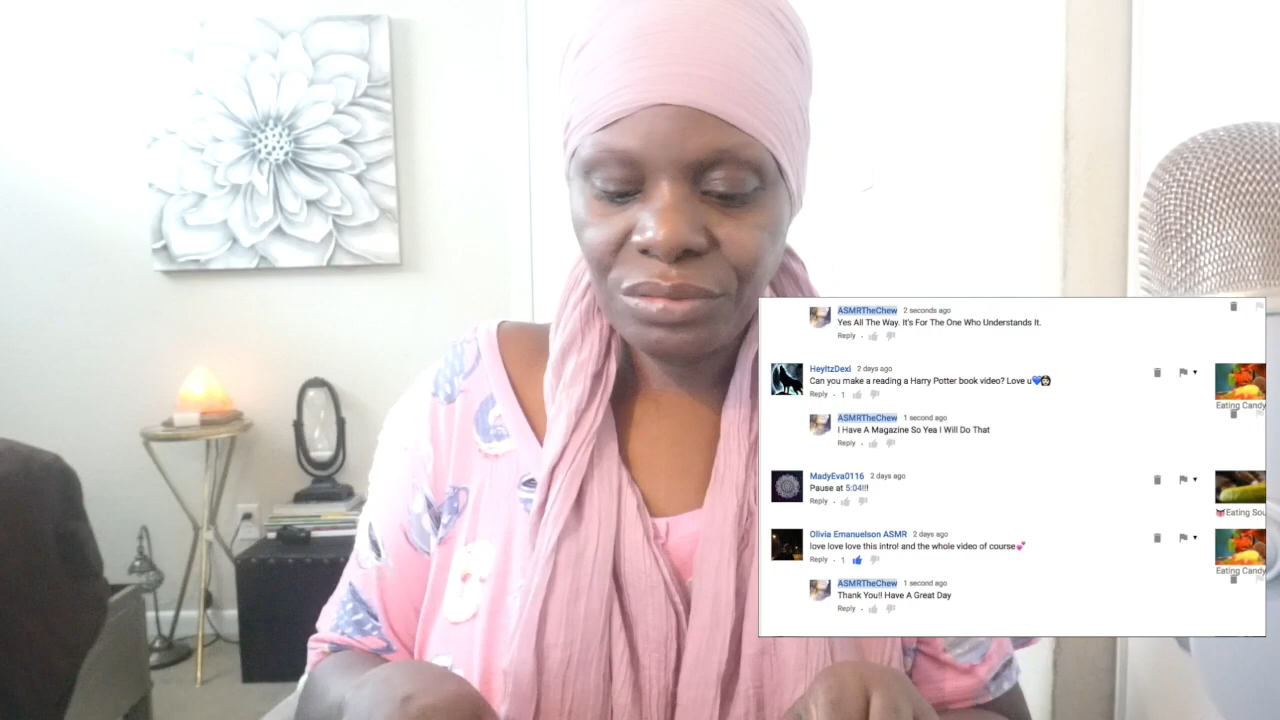 ASMRTheChew 2 seconds ago
Yes All The Way. It's For The One Who Understands It.
Reply
HeyItzDexi 2 days ago
Can you make a reading a Harry Potter book video? Love u💙👸🏻
Reply 1
Eating Candy
ASMRTheChew 1 second ago
I Have A Magazine So Yea I Will Do That
Reply
MadyEva0116 2 days ago
Pause at 5:04!!!
Reply
Eating Sou
Olivia Emanuelson ASMR 2 days ago
love love love this intro! and the whole video of course💕
Reply 1
Eating Candy
ASMRTheChew 1 second ago
Thank You!! Have A Great Day
Reply